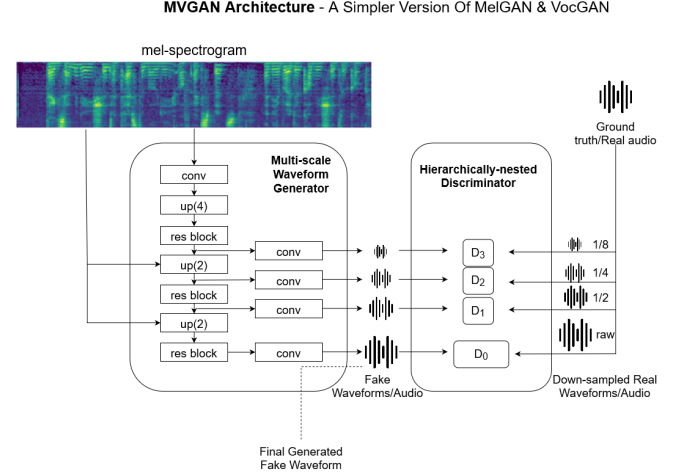 MVGAN Architecture - A Simpler Version Of MelGAN & VocGAN
mel-spectrogram
Ground
truth/Real audio
Multi-scale
Waveform
Generator
Hierarchically-nested
Discriminator
conv
up(4)
res block
conv
D3
1/8
up(2)
conv
D2
1/4
res block
conv
D1
1/2
up(2)
raw
res block
conv
D0
Fake
Waveforms/Audio
Down-sampled Real
Waveforms/Audio
Final Generated
Fake Waveform